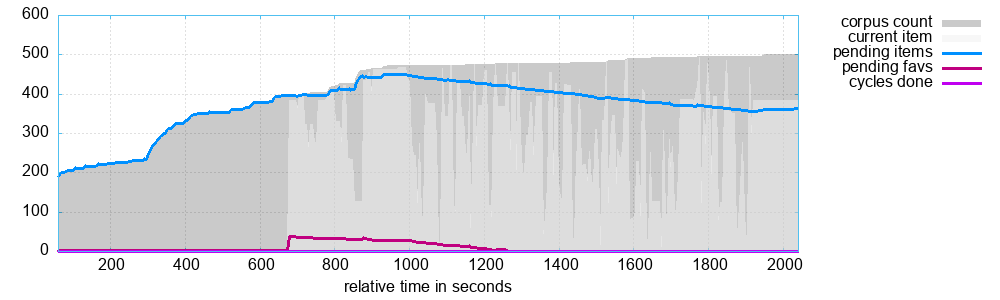 600
500
400
300
200
100
0
200 400 600 800 1000 1200 1400 1600 1800 2000
relative time in seconds
corpus count
current item
pending items
pending favs
cycles done